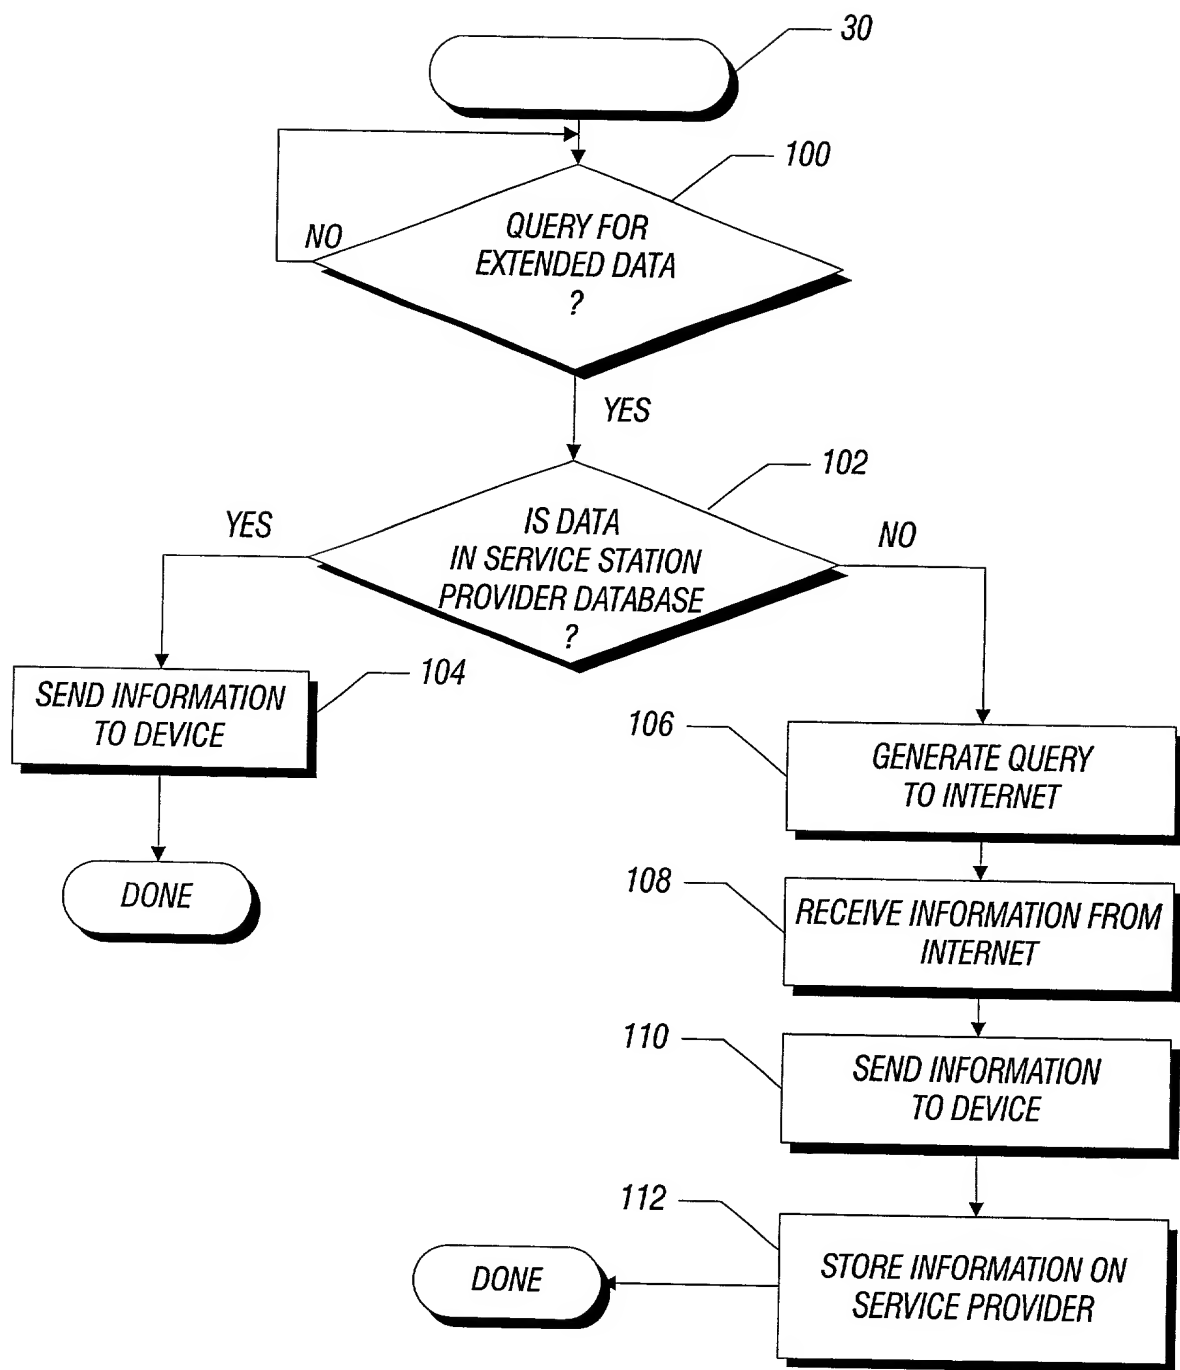 30
100
QUERY FOR
EXTENDED DATA
?
NO
YES
102
IS DATA
IN SERVICE STATION
PROVIDER DATABASE
?
YES
NO
104
SEND INFORMATION
TO DEVICE
DONE
106
GENERATE QUERY
TO INTERNET
108
RECEIVE INFORMATION FROM
INTERNET
110
SEND INFORMATION
TO DEVICE
112
STORE INFORMATION ON
SERVICE PROVIDER
DONE